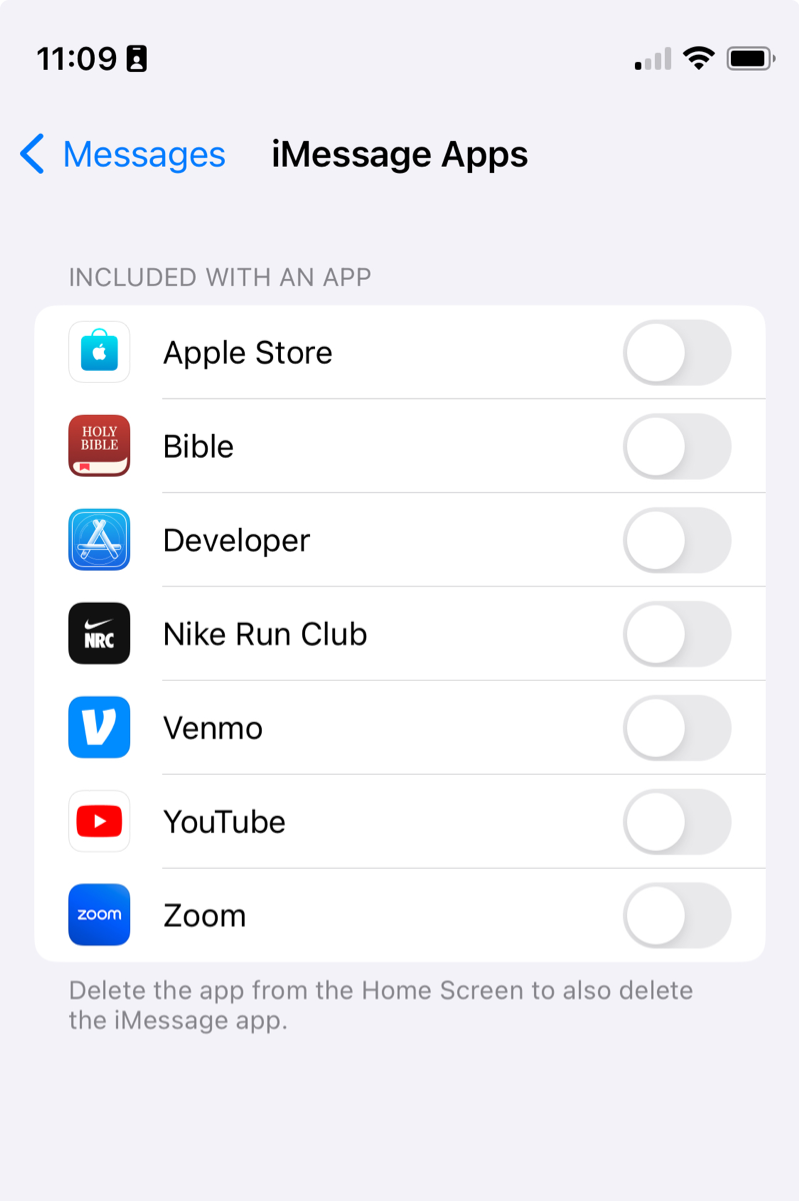 11:09
Messages
iMessage Apps
INCLUDED WITH AN APP
Apple Store
HOLY
BIBLE
Bible
Developer
NRC
Nike Run Club
Venmo
YouTube
zoom
Zoom
Delete the app from the Home Screen to also delete
the iMessage app.